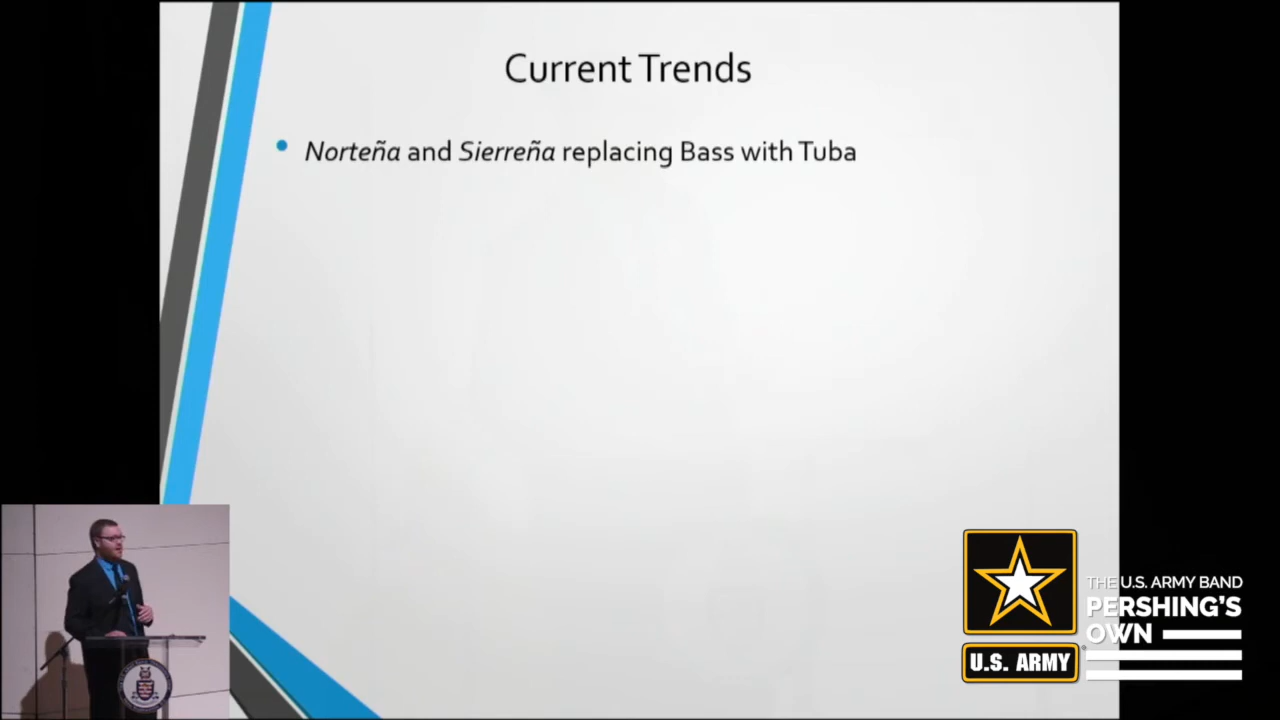 Current Trends
• Norteña and Sierreña replacing Bass with Tuba
THE U.S. ARMY BAND
PERSHING'S
OWN
U.S. ARMY